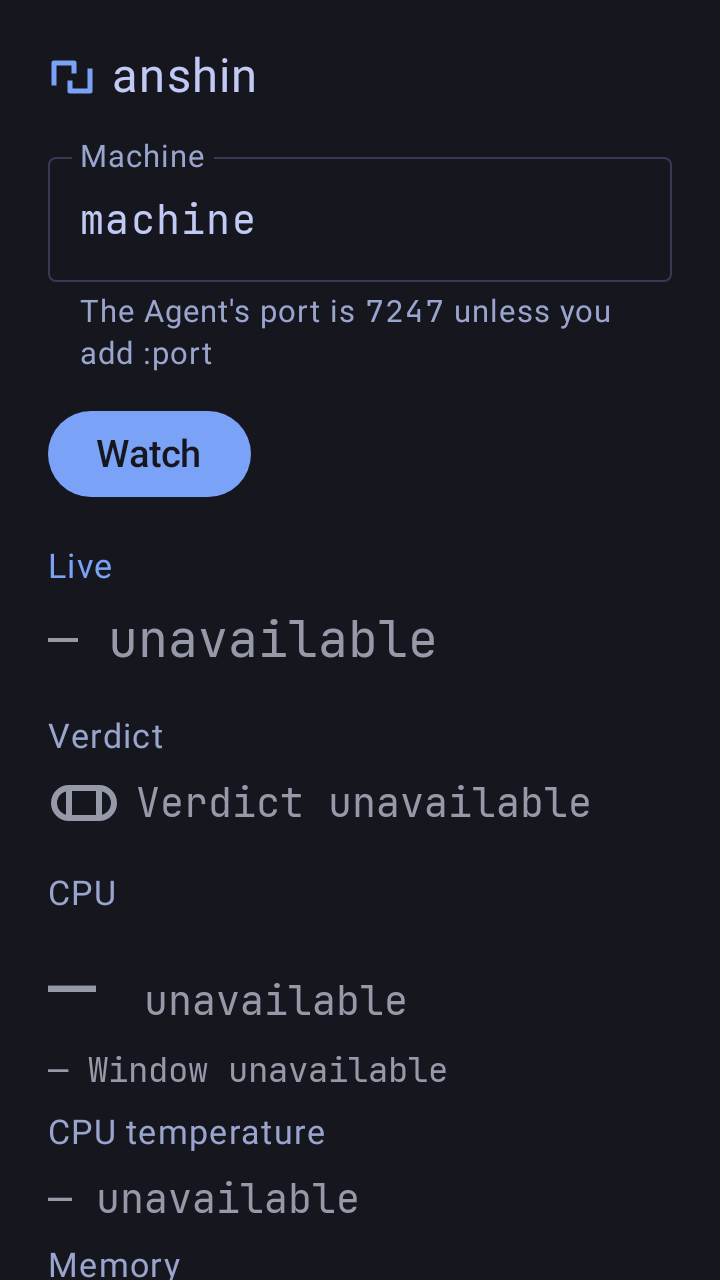 anshin
Machine
machine
The Agent's port is 7247 unless you
add :port
Watch
Live
— unavailable
Verdict
Verdict unavailable
CPU
— unavailable
— Window unavailable
CPU temperature
— unavailable
Memory